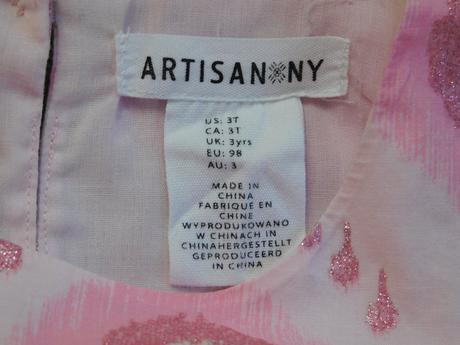 ARTISAN NY
US: 3T
CA: 3T
UK: 3yrs
EU: 98
AU: 3
MADE IN
CHINA
FABRIQUE EN
CHINE
WYPRODUKOWANO
W CHINACH IN
CHINAHERGESTELLT
GEPRODUCEERD
IN CHINA